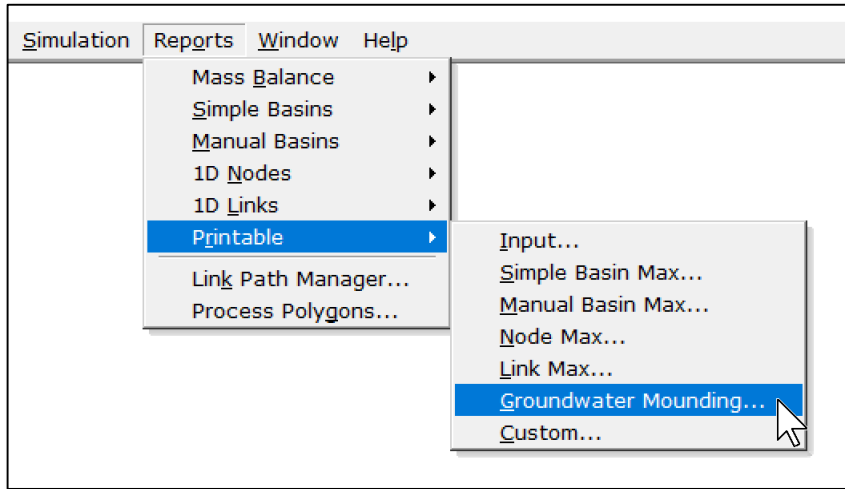 Simulation Reports Window Help
Mass Balance
Simple Basins
Manual Basins
1D Nodes
1D Links
Printable
Link Path Manager...
Process Polygons...
Input...
Simple Basin Max...
Manual Basin Max...
Node Max...
Link Max...
Groundwater Mounding...
Custom...